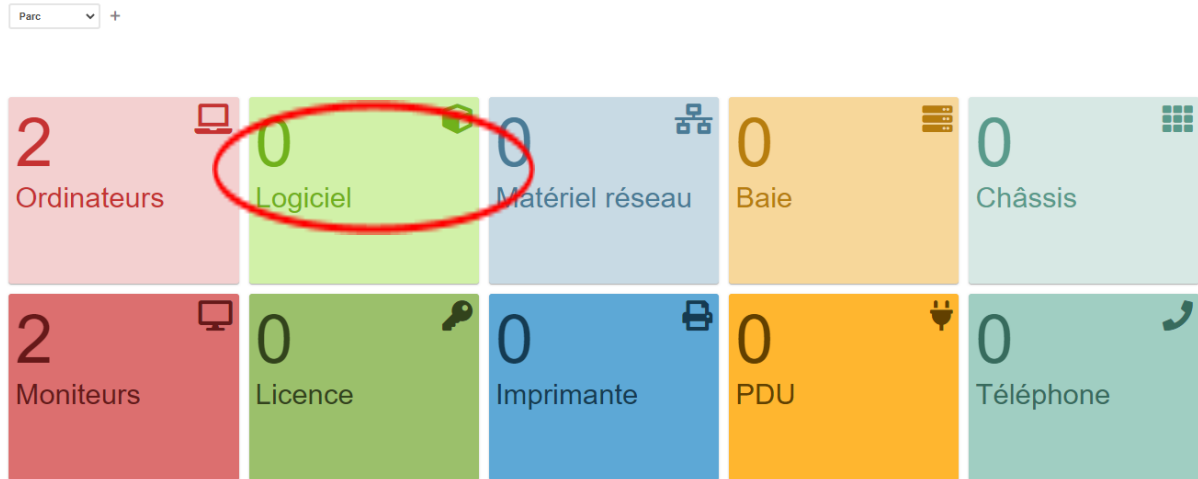 Parc +
2
Ordinateurs
0
Logiciel
0
Matériel réseau
0
Baie
0
Châssis
2
Moniteurs
0
Licence
0
Imprimante
0
PDU
0
Téléphone